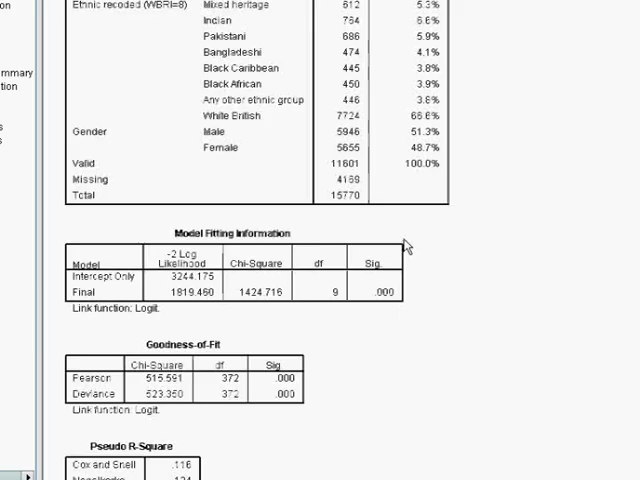 on
mmary
tion
s
s
Ethnic recoded (WBRI=8) Mixed heritage 612 5.3%
Indian 764 6.6%
Pakistani 686 5.9%
Bangladeshi 474 4.1%
Black Caribbean 445 3.8%
Black African 450 3.9%
Any other ethnic group 446 3.8%
White British 7724 66.6%
Gender Male 5946 51.3%
Female 5655 48.7%
Valid 11601 100.0%
Missing 4169
Total 15770
Model Fitting Information
Model -2 Log Likelihood Chi-Square df Sig.
Intercept Only 3244.175
Final 1819.460 1424.716 9 .000
Link function: Logit.
Goodness-of-Fit
Chi-Square df Sig.
Pearson 515.591 372 .000
Deviance 523.350 372 .000
Link function: Logit.
Pseudo R-Square
Cox and Snell .116